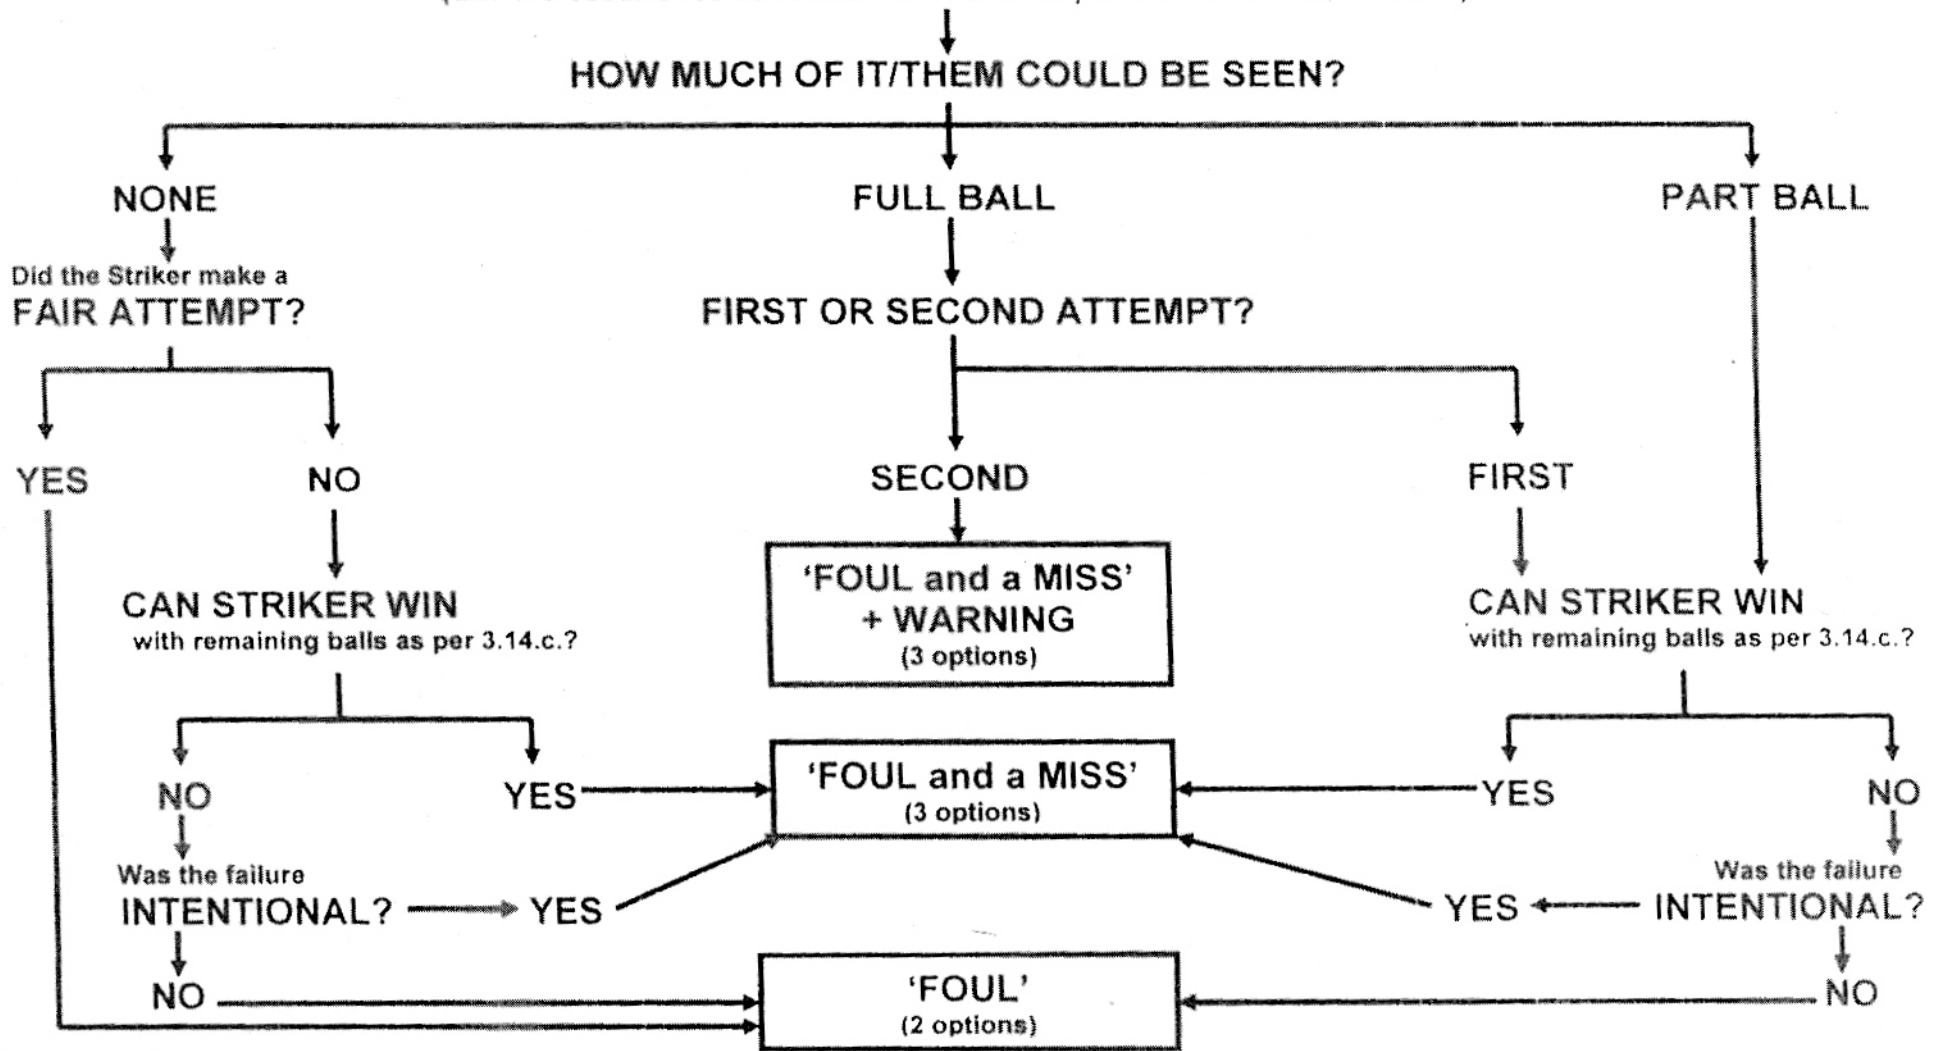 HOW MUCH OF IT/THEM COULD BE SEEN?
NONE
FULL BALL
PART BALL
Did the Striker make a
FAIR ATTEMPT?
FIRST OR SECOND ATTEMPT?
YES
NO
SECOND
FIRST
'FOUL and a MISS'
+ WARNING
(3 options)
CAN STRIKER WIN
with remaining balls as per 3.14.c.?
CAN STRIKER WIN
with remaining balls as per 3.14.c.?
NO
YES
'FOUL and a MISS'
(3 options)
YES
NO
Was the failure
INTENTIONAL?
YES
YES
Was the failure
INTENTIONAL?
NO
'FOUL'
(2 options)
NO